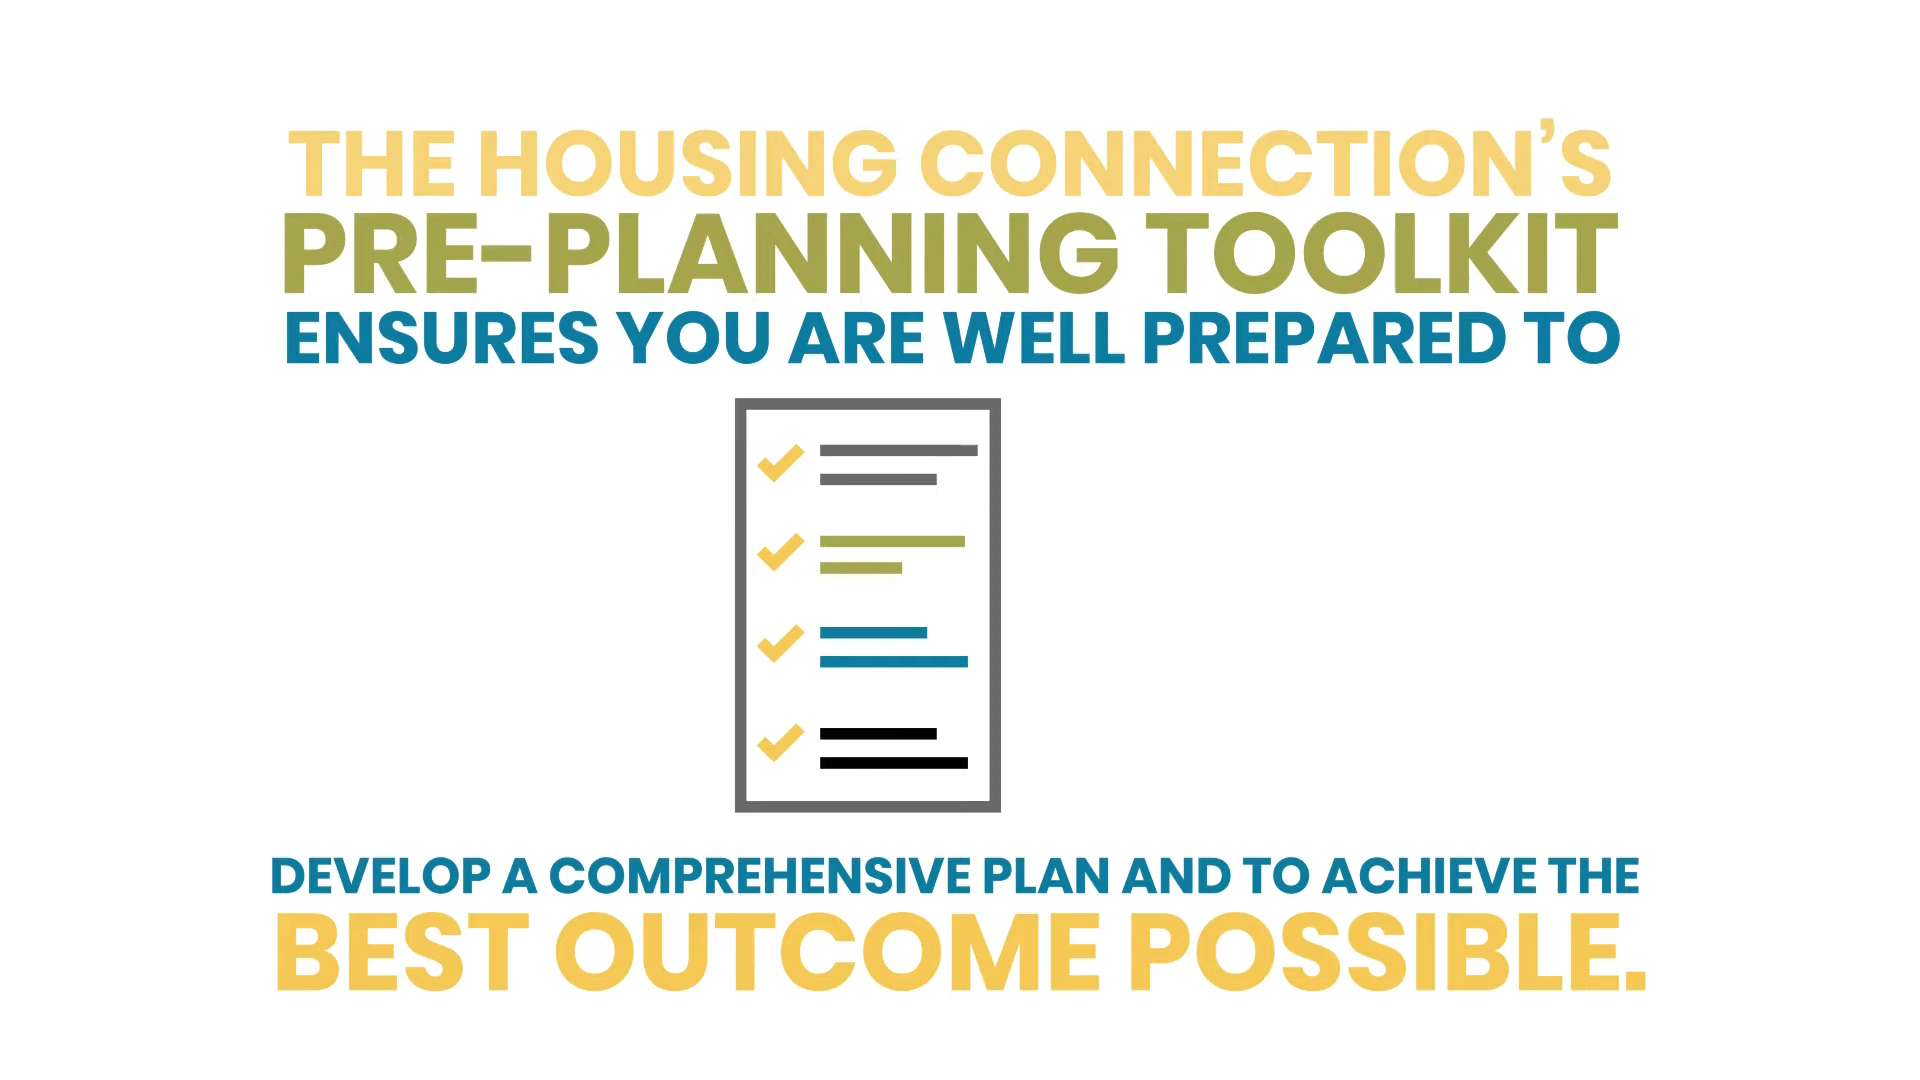 THE HOUSING CONNECTION’S
PRE-PLANNING TOOLKIT
ENSURES YOU ARE WELL PREPARED TO
DEVELOP A COMPREHENSIVE PLAN AND TO ACHIEVE THE
BEST OUTCOME POSSIBLE.